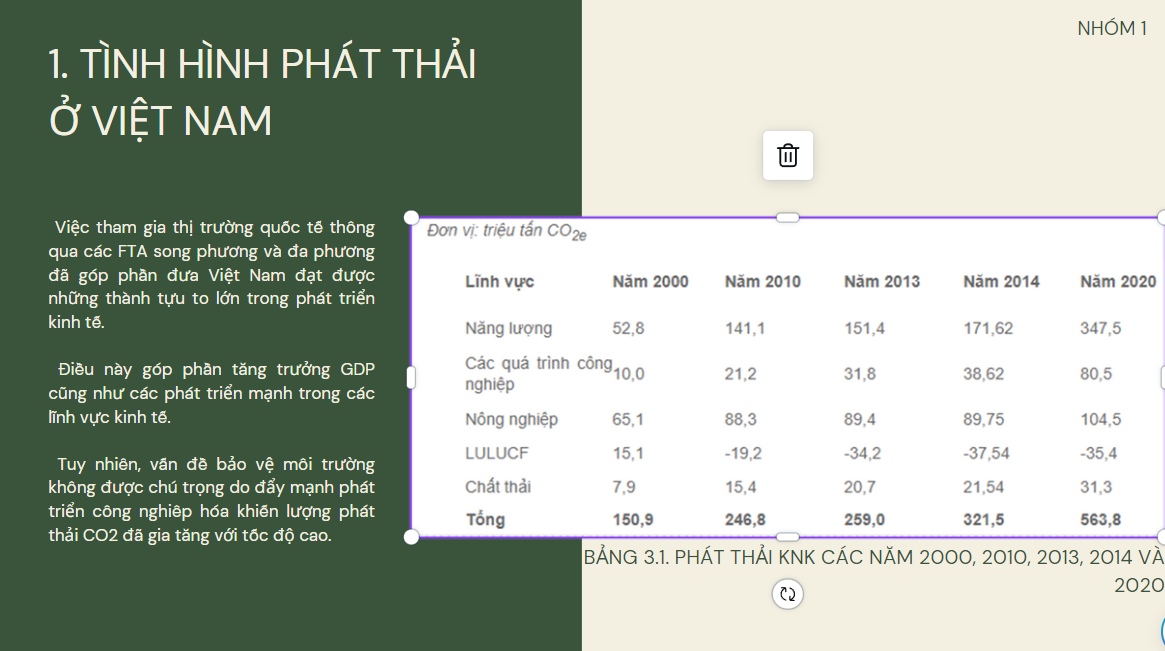 NHÓM 1
1. TÌNH HÌNH PHÁT THẢI
Ở VIỆT NAM
Việc tham gia thị trường quốc tế thông
qua các FTA song phương và đa phương
đã góp phần đưa Việt Nam đạt được
những thành tựu to lớn trong phát triển
kinh tế.
Điều này góp phần tăng trưởng GDP
cũng như các phát triển mạnh trong các
lĩnh vực kinh tế.
Tuy nhiên, vấn đề bảo vệ môi trường
không được chú trọng do đẩy mạnh phát
triển công nghiêp hóa khiến lượng phát
thải CO2 đã gia tăng với tốc độ cao.
Đơn vị: triệu tấn CO2e
Lĩnh vực Năm 2000 Năm 2010 Năm 2013 Năm 2014 Năm 2020
Năng lượng 52,8 141,1 151,4 171,62 347,5
Các quá trình công
nghiệp 10,0 21,2 31,8 38,62 80,5
Nông nghiệp 65,1 88,3 89,4 89,75 104,5
LULUCF 15,1 -19,2 -34,2 -37,54 -35,4
Chất thải 7,9 15,4 20,7 21,54 31,3
Tổng 150,9 246,8 259,0 321,5 563,8
BẢNG 3.1. PHÁT THẢI KNK CÁC NĂM 2000, 2010, 2013, 2014 VÀ
2020